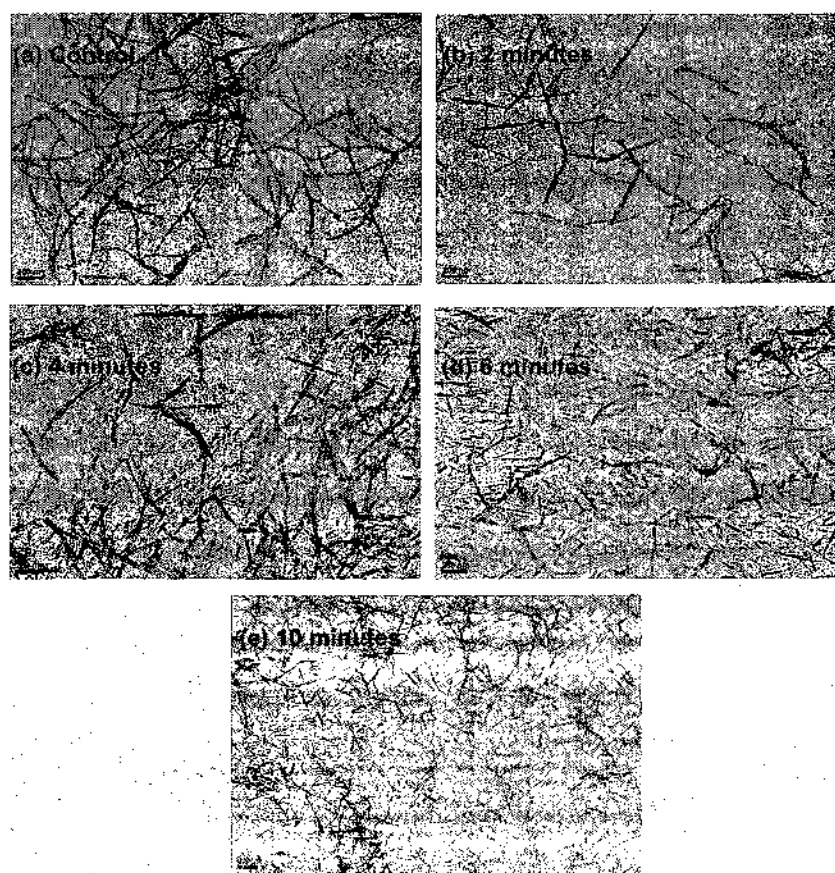 (a) Control
(b) 2 minutes
(c) 4 minutes
(d) 6 minutes
(e) 10 minutes